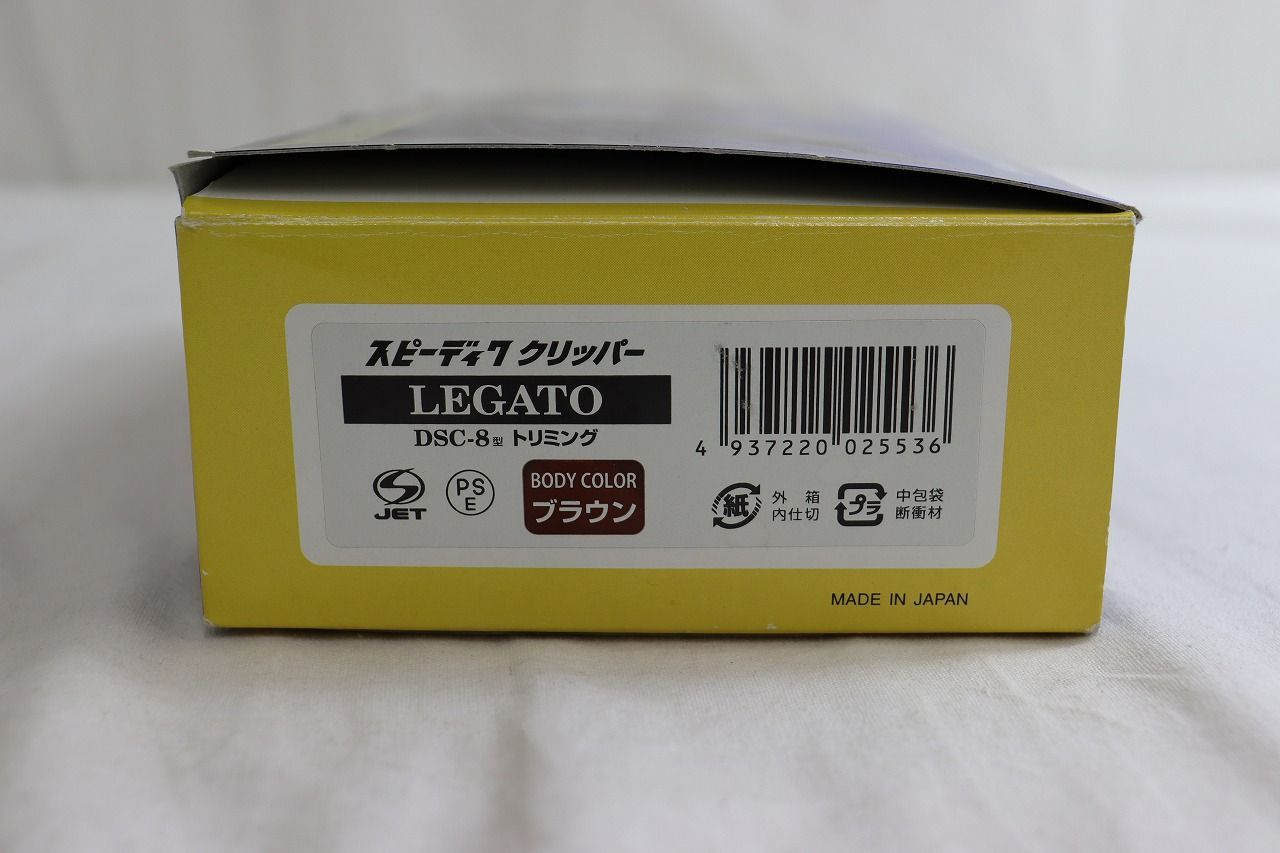 スピーディク クリッパー
LEGATO
DSC-8型 トリミング
JET
PS
E
BODY COLOR
ブラウン
4 937220 025536
紙
外箱
内仕切
プラ
中包袋
断衝材
MADE IN JAPAN